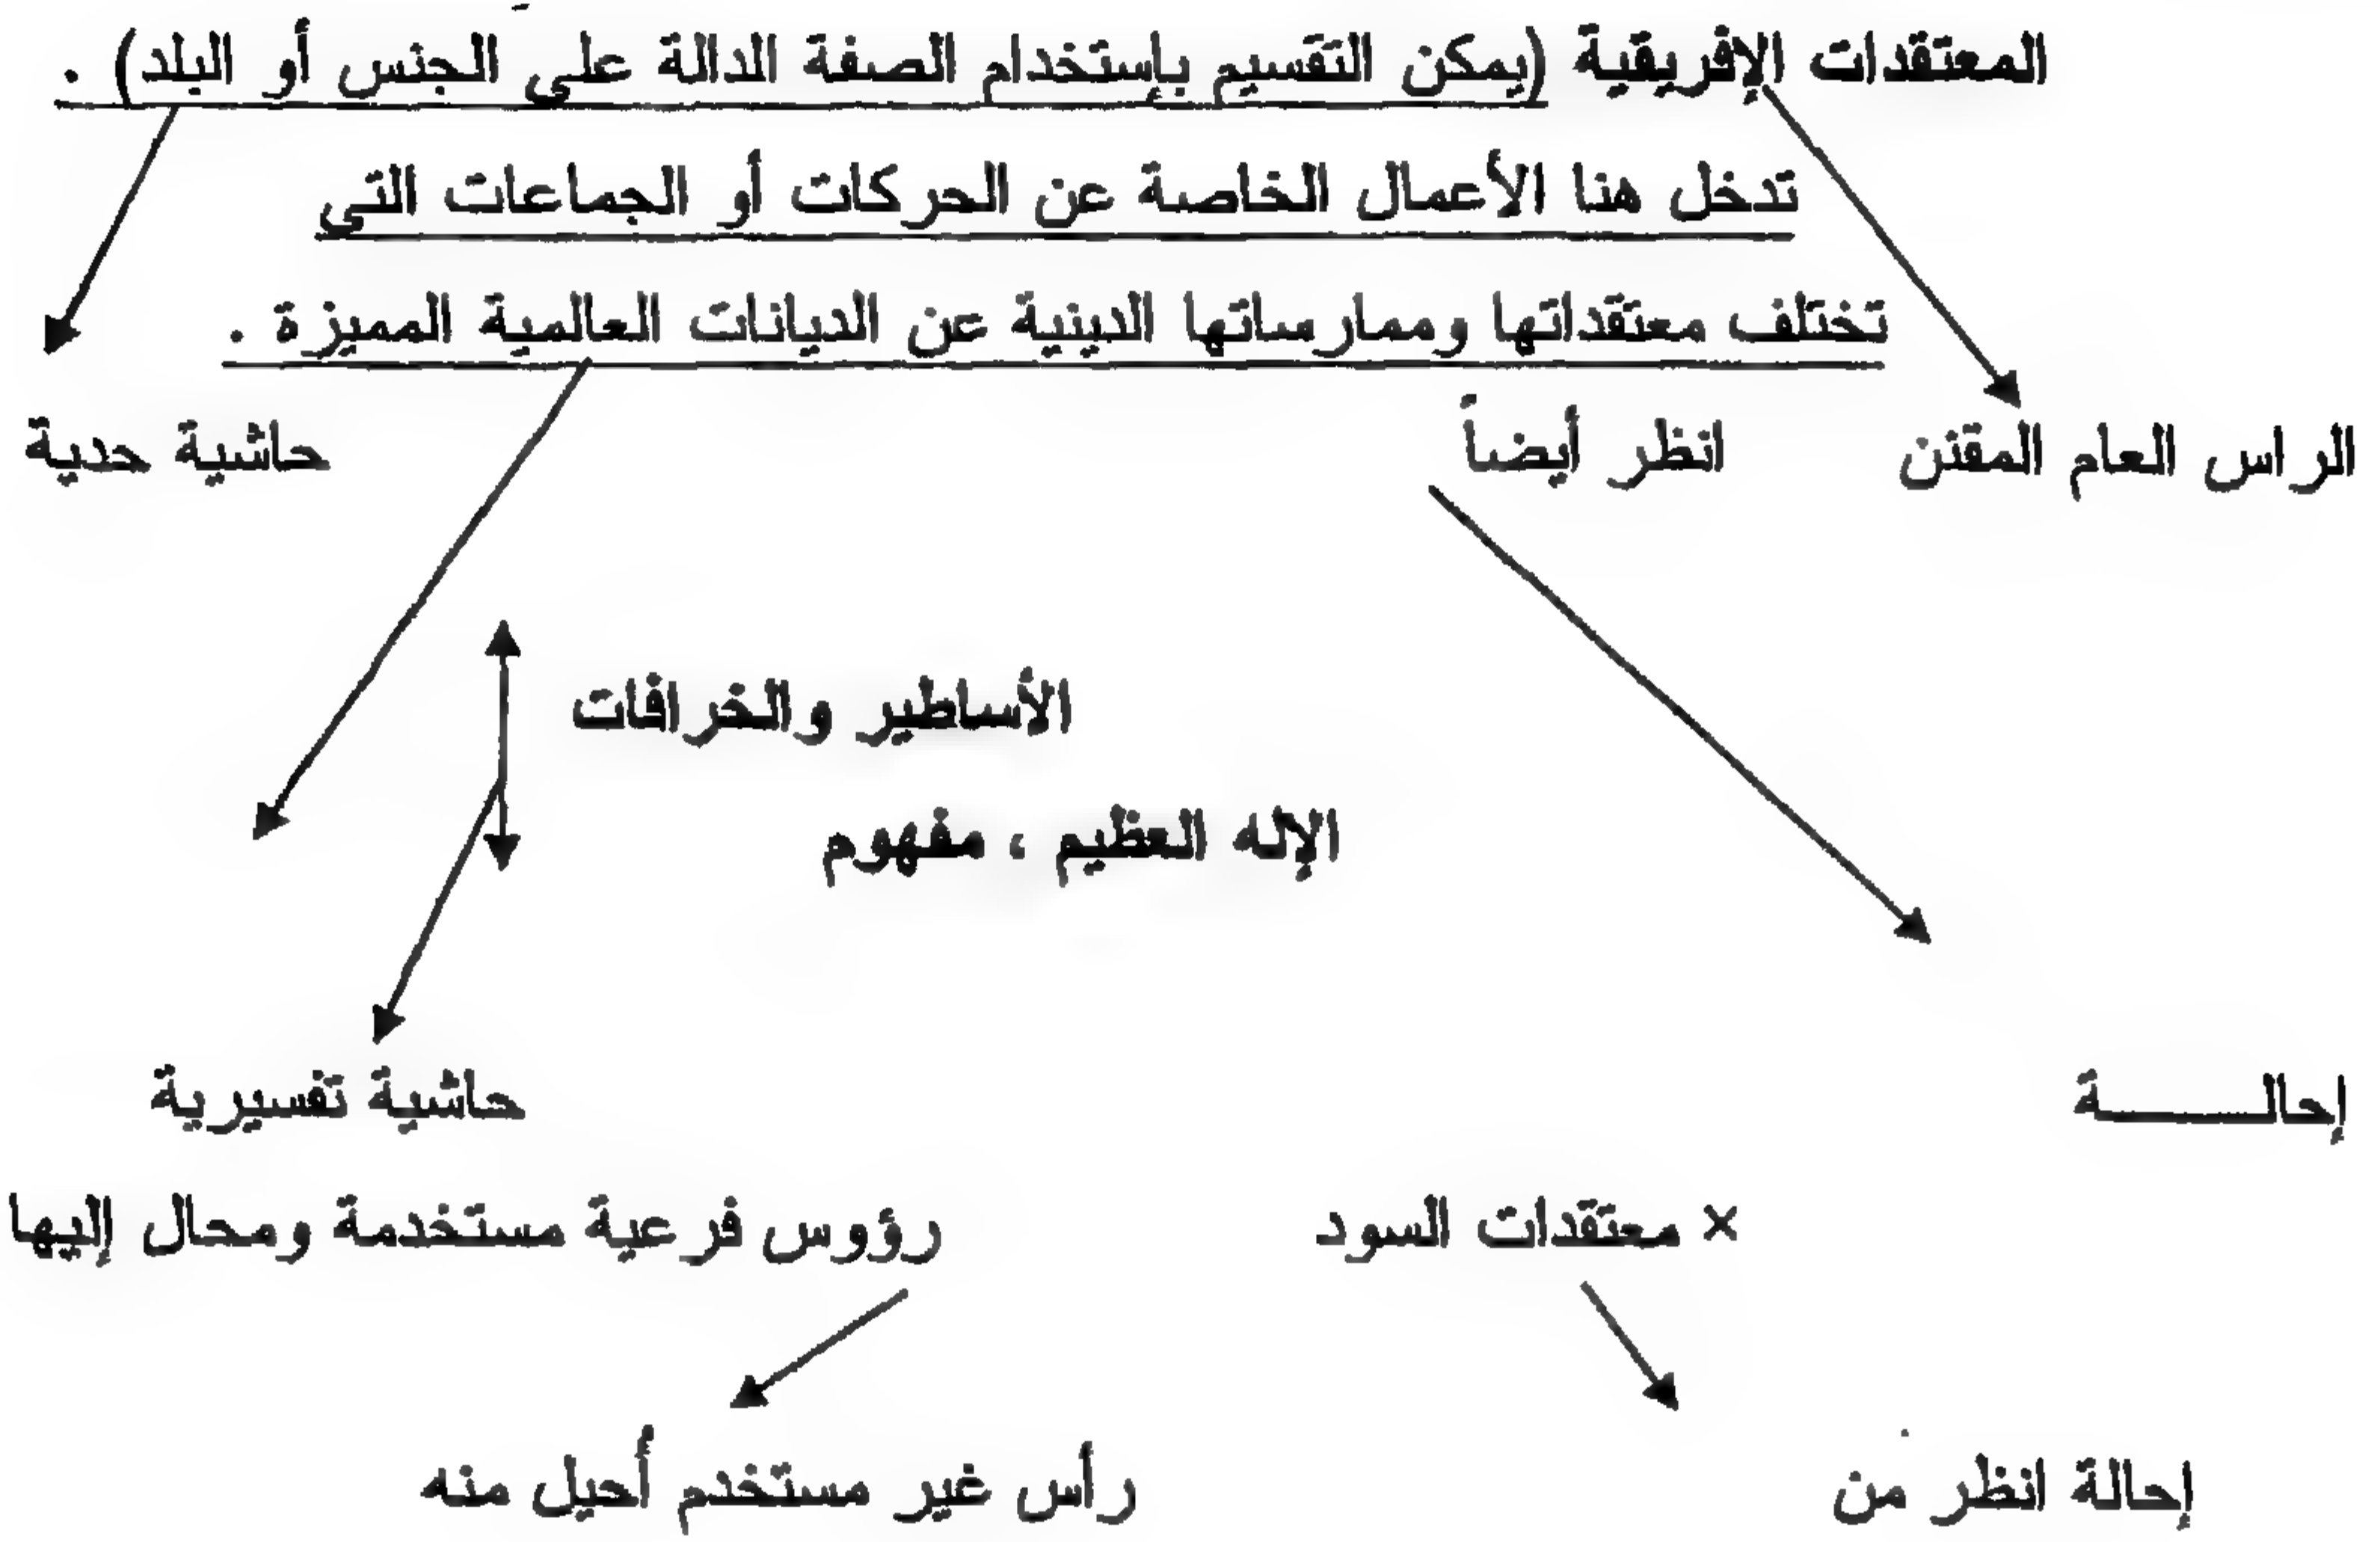 المعتقدات الإفريقية (يمكن التقسيم بإستخدام الصفة الدالة على الجنس أو البلد) .
تدخل هنا الأعمال الخاصة عن الحركات أو الجماعات التي
تختلف معتقداتها وممارساتها الدينية عن الديانات العالمية المميزة .
الراس العام المقنن انظر أيضاً حاشية حدية
الأساطير والخرافات
الإله العظيم ، مفهوم
إحالـــــــة حاشية تفسيرية
× معتقدات السود رؤوس فرعية مستخدمة ومحال إليها
إحالة انظر من رأس غير مستخدم أحيل منه